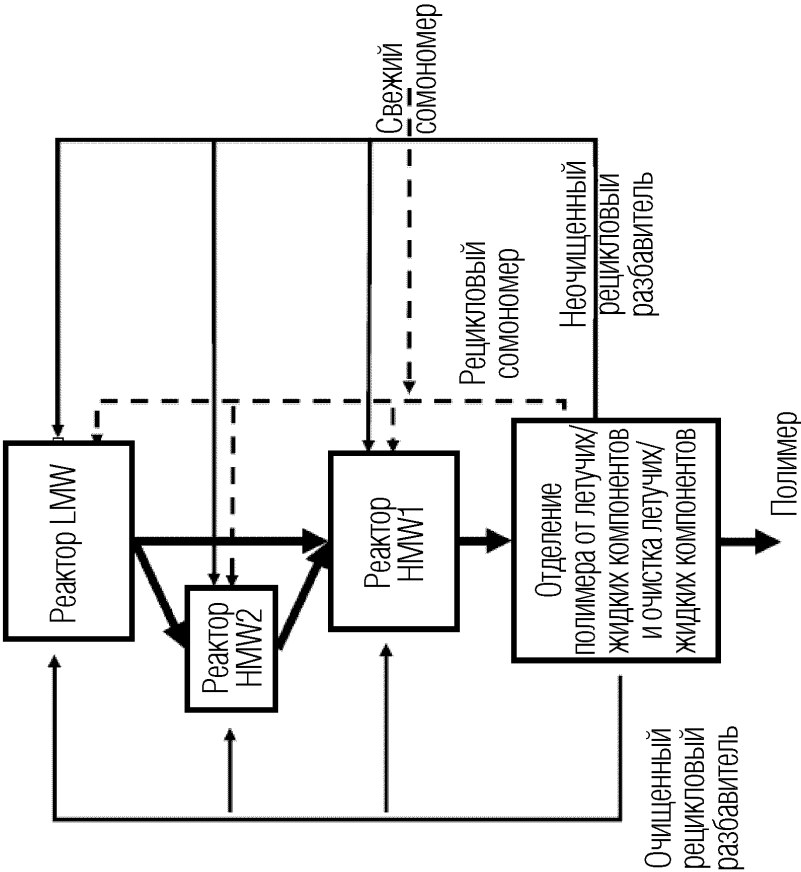 Реактор LMW
Реактор
HMW2
Реактор
HMW1
Отделение
полимера от летучих/
жидких компонентов
и очистка летучих/
жидких компонентов
Полимер
Свежий
сомономер
Рецикловый
сомономер
Неочищенный
рецикловый
разбавитель
Очищенный
рецикловый
разбавитель